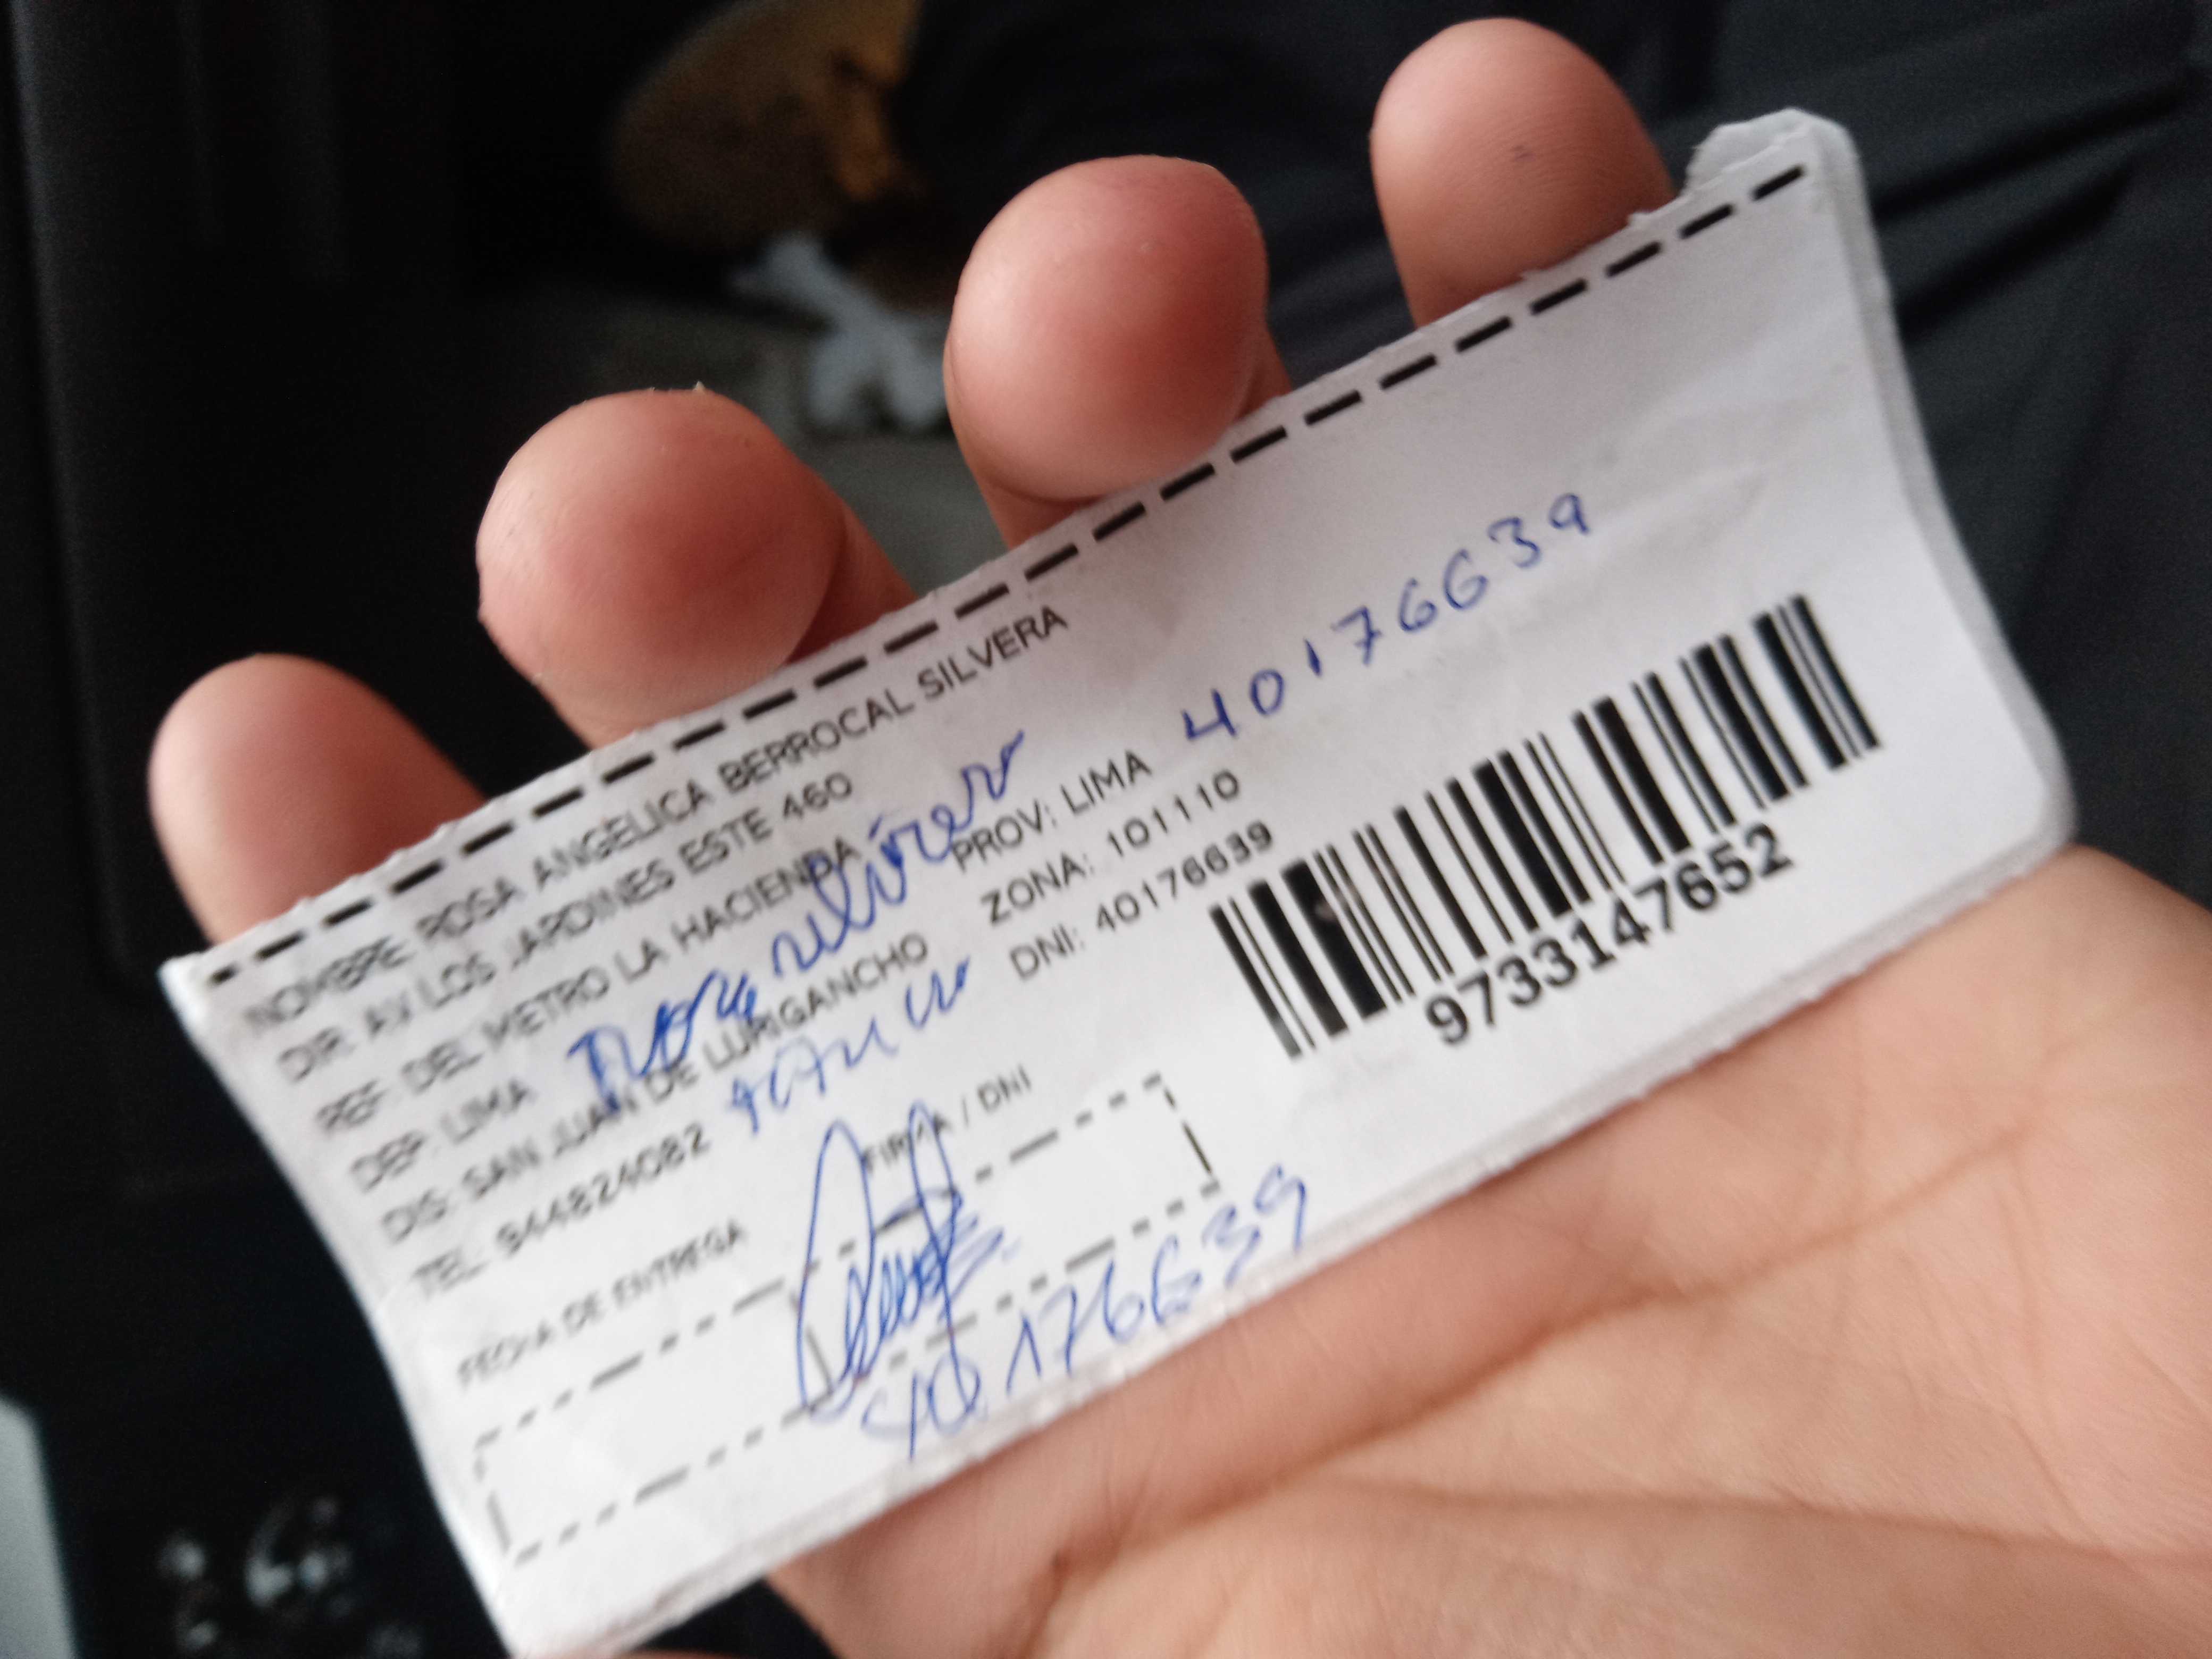 NOMBRE: ROSA ANGELICA BERROCAL SILVERA
DIR: AV LOS JARDINES ESTE 460
REF: DEL METRO LA HACIENDA
DEP: LIMA PROV: LIMA 40176639
DIS: SAN JUAN DE LURIGANCHO ZONA: 101110
TEL: 944824082 DNI: 40176639
FECHA DE ENTREGA FIRMA / DNI
9733147652
40176639